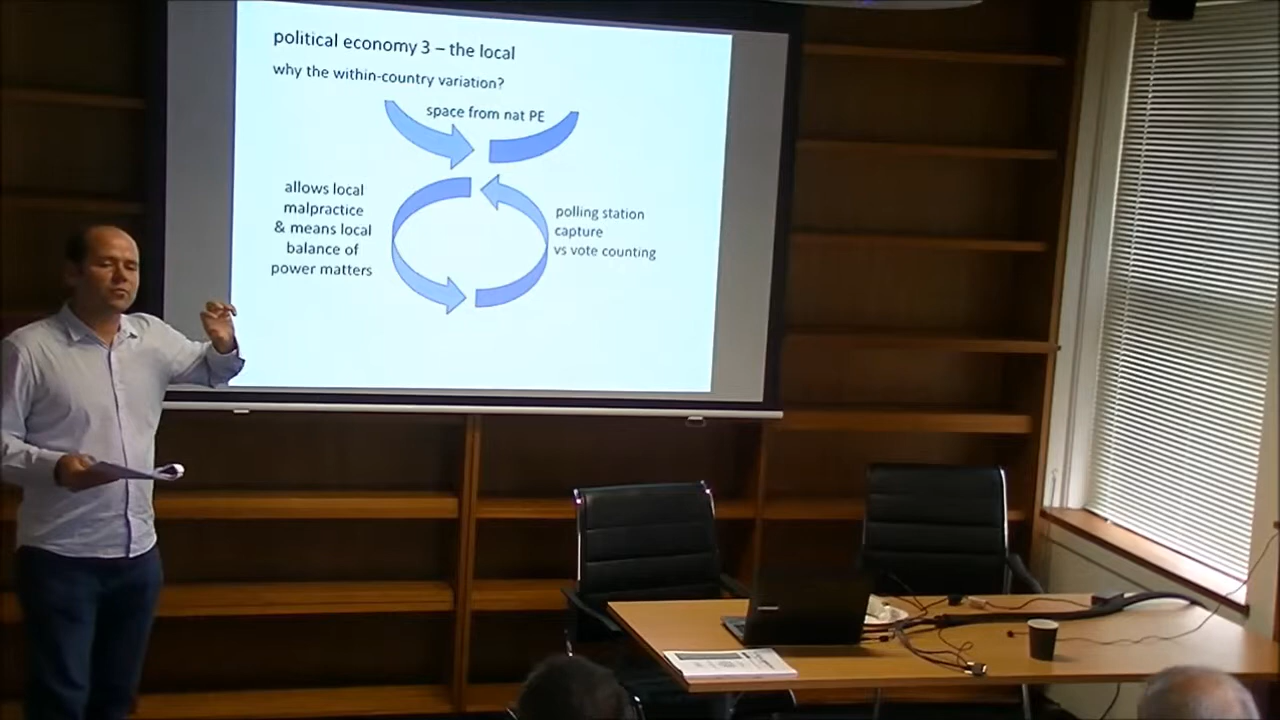 political economy 3 – the local
why the within-country variation?
space from nat PE
allows local
malpractice
& means local
balance of
power matters
polling station
capture
vs vote counting